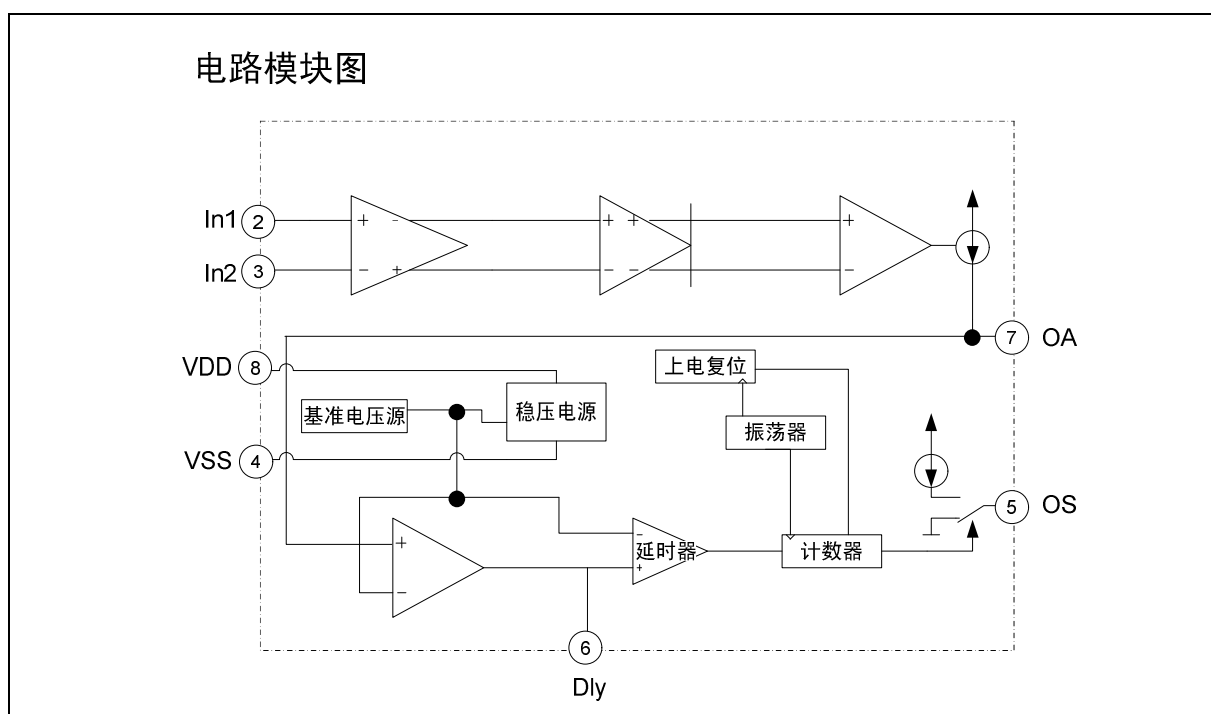 电路模块图
In1 2 + - + + +
In2 3 - + - - -
7 OA
VDD 8
上电复位
基准电压源
稳压电源
振荡器
VSS 4
5 OS
+
-
-
延时器
+
计数器
6
Dly